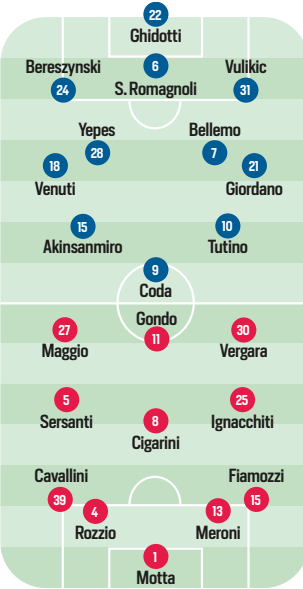 22
Ghidotti
Bereszynski 6 Vulikic
24 S. Romagnoli 31
Yepes Bellemo
28 7
18 21
Venuti Giordano
15 10
Akinsanmiro Tutino
9
Coda
Gondo
27 11 30
Maggio Vergara
5 25
Sersanti 8 Ignacchiti
Cigarini
Cavallini Fiamozzi
39 4 13 15
Rozzio Meroni
1
Motta